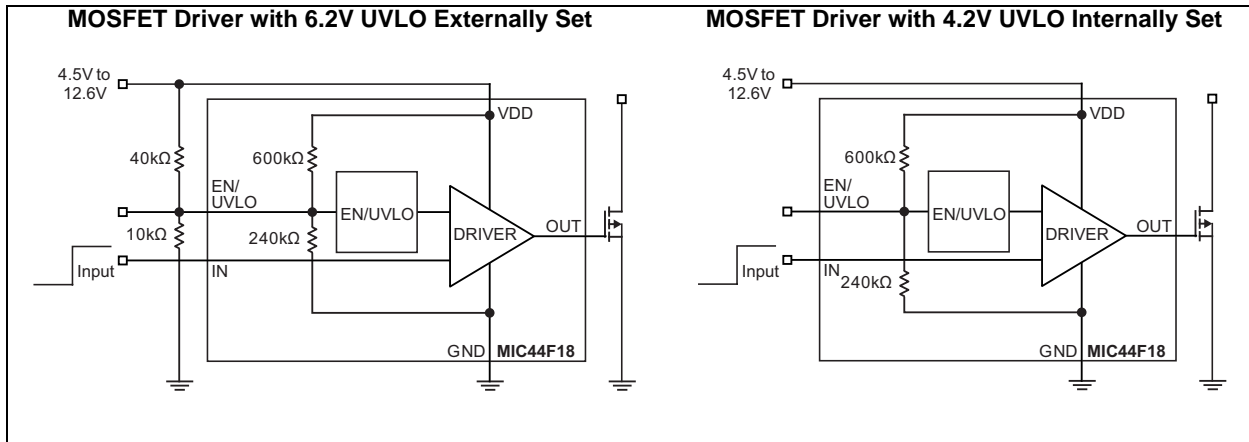 MOSFET Driver with 6.2V UVLO Externally Set
4.5V to
12.6V
VDD
40kΩ
600kΩ
EN/
UVLO
EN/UVLO
10kΩ
240kΩ
DRIVER
OUT
Input
IN
GND MIC44F18
MOSFET Driver with 4.2V UVLO Internally Set
4.5V to
12.6V
VDD
600kΩ
EN/
UVLO
EN/UVLO
DRIVER
OUT
Input
IN
240kΩ
GND MIC44F18